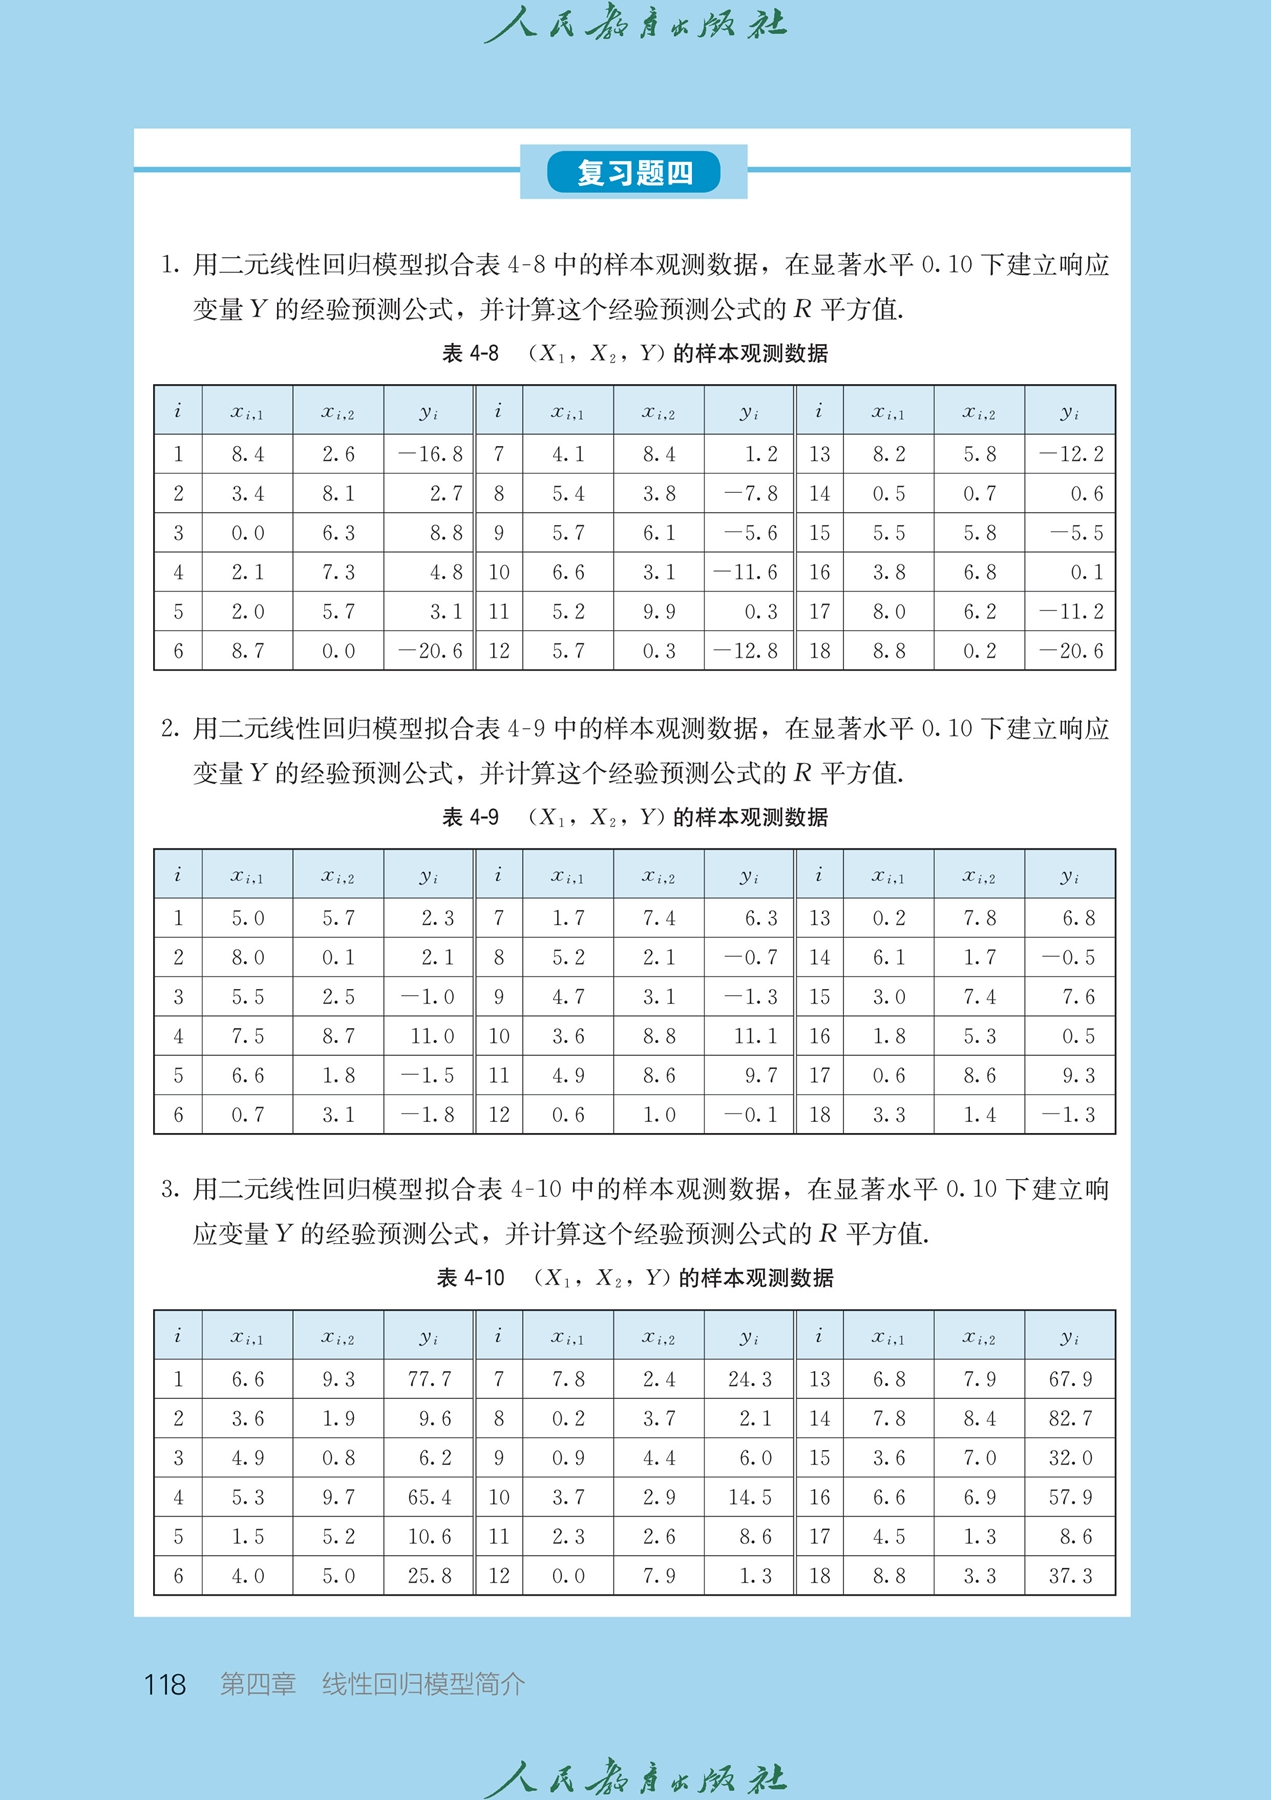 人民教育出版社
复习题四
1. 用二元线性回归模型拟合表 4-8 中的样本观测数据，在显著水平 0.10 下建立响应
变量 Y 的经验预测公式，并计算这个经验预测公式的 R 平方值.
表 4-8 （X₁，X₂，Y）的样本观测数据
i xᵢ,₁ xᵢ,₂ yᵢ i xᵢ,₁ xᵢ,₂ yᵢ i xᵢ,₁ xᵢ,₂ yᵢ
1 8.4 2.6 −16.8 7 4.1 8.4 1.2 13 8.2 5.8 −12.2
2 3.4 8.1 2.7 8 5.4 3.8 −7.8 14 0.5 0.7 0.6
3 0.0 6.3 8.8 9 5.7 6.1 −5.6 15 5.5 5.8 −5.5
4 2.1 7.3 4.8 10 6.6 3.1 −11.6 16 3.8 6.8 0.1
5 2.0 5.7 3.1 11 5.2 9.9 0.3 17 8.0 6.2 −11.2
6 8.7 0.0 −20.6 12 5.7 0.3 −12.8 18 8.8 0.2 −20.6
2. 用二元线性回归模型拟合表 4-9 中的样本观测数据，在显著水平 0.10 下建立响应
变量 Y 的经验预测公式，并计算这个经验预测公式的 R 平方值.
表 4-9 （X₁，X₂，Y）的样本观测数据
i xᵢ,₁ xᵢ,₂ yᵢ i xᵢ,₁ xᵢ,₂ yᵢ i xᵢ,₁ xᵢ,₂ yᵢ
1 5.0 5.7 2.3 7 1.7 7.4 6.3 13 0.2 7.8 6.8
2 8.0 0.1 2.1 8 5.2 2.1 −0.7 14 6.1 1.7 −0.5
3 5.5 2.5 −1.0 9 4.7 3.1 −1.3 15 3.0 7.4 7.6
4 7.5 8.7 11.0 10 3.6 8.8 11.1 16 1.8 5.3 0.5
5 6.6 1.8 −1.5 11 4.9 8.6 9.7 17 0.6 8.6 9.3
6 0.7 3.1 −1.8 12 0.6 1.0 −0.1 18 3.3 1.4 −1.3
3. 用二元线性回归模型拟合表 4-10 中的样本观测数据，在显著水平 0.10 下建立响
应变量 Y 的经验预测公式，并计算这个经验预测公式的 R 平方值.
表 4-10 （X₁，X₂，Y）的样本观测数据
i xᵢ,₁ xᵢ,₂ yᵢ i xᵢ,₁ xᵢ,₂ yᵢ i xᵢ,₁ xᵢ,₂ yᵢ
1 6.6 9.3 77.7 7 7.8 2.4 24.3 13 6.8 7.9 67.9
2 3.6 1.9 9.6 8 0.2 3.7 2.1 14 7.8 8.4 82.7
3 4.9 0.8 6.2 9 0.9 4.4 6.0 15 3.6 7.0 32.0
4 5.3 9.7 65.4 10 3.7 2.9 14.5 16 6.6 6.9 57.9
5 1.5 5.2 10.6 11 2.3 2.6 8.6 17 4.5 1.3 8.6
6 4.0 5.0 25.8 12 0.0 7.9 1.3 18 8.8 3.3 37.3
118 第四章 线性回归模型简介
人民教育出版社